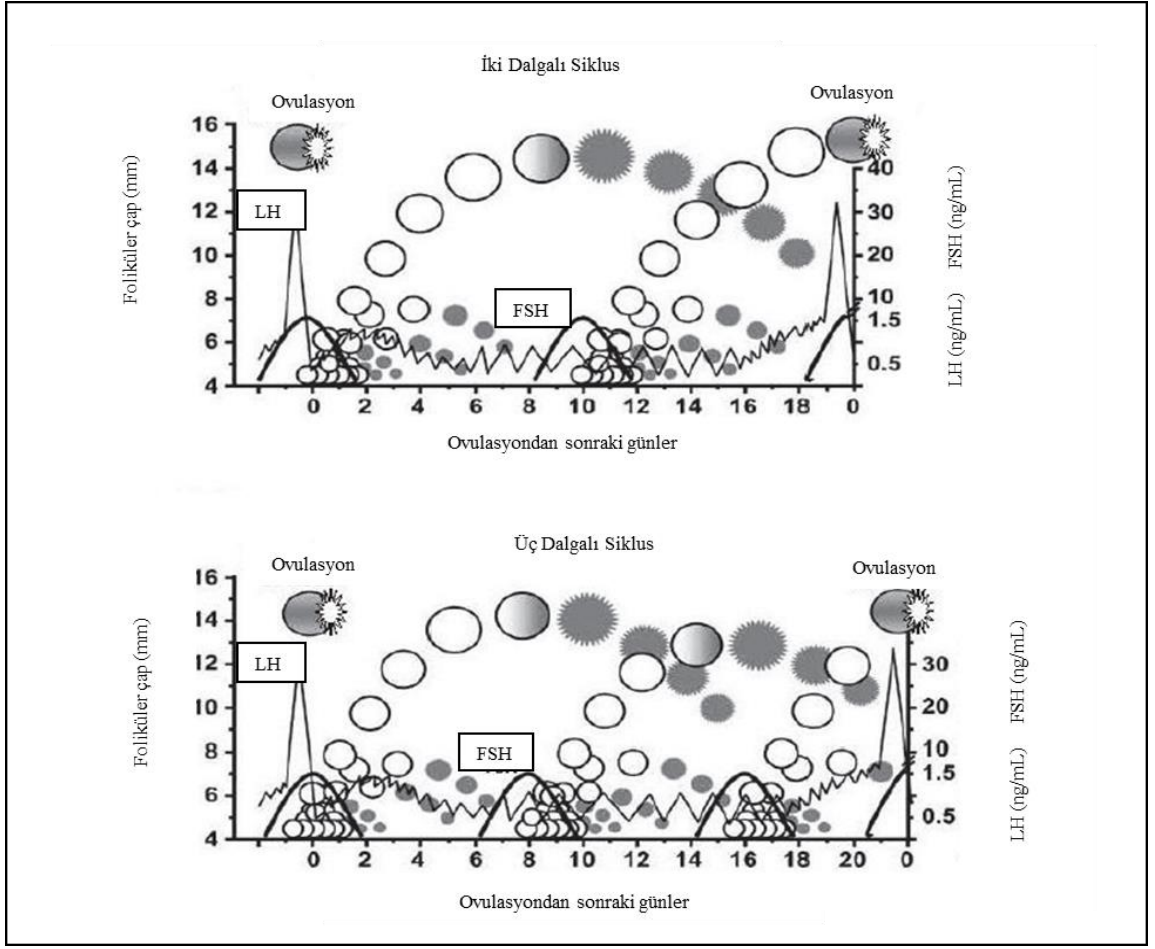 İki Dalgalı Siklus
Ovulasyon
Ovulasyon
Foliküler çap (mm)
16
14
12
10
8
6
4
LH
FSH
40
30
20
10
1.5
0.5
LH (ng/mL) FSH (ng/mL)
0 2 4 6 8 10 12 14 16 18 0
Ovulasyondan sonraki günler
Üç Dalgalı Siklus
Ovulasyon
Ovulasyon
Foliküler çap (mm)
16
14
12
10
8
6
4
LH
FSH
30
20
10
1.5
0.5
LH (ng/mL) FSH (ng/mL)
0 2 4 6 8 10 12 14 16 18 20 0
Ovulasyondan sonraki günler